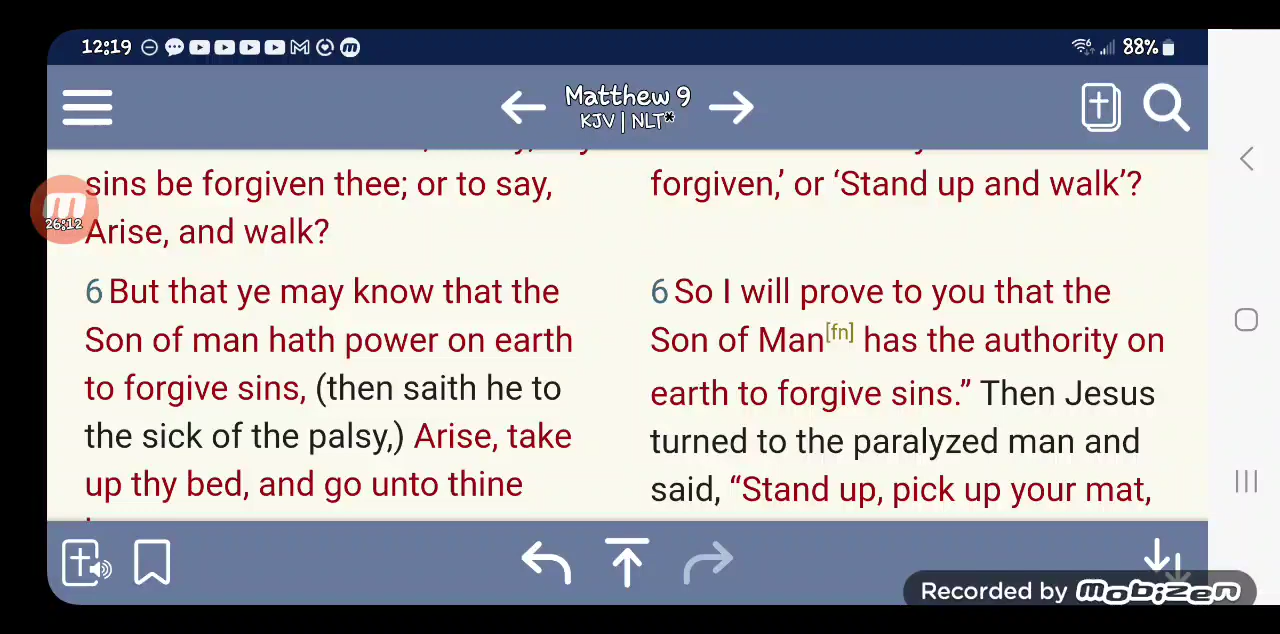 12:19
88%
Matthew 9
KJV | NLT*
sins be forgiven thee; or to say,
Arise, and walk?
6 But that ye may know that the
Son of man hath power on earth
to forgive sins, (then saith he to
the sick of the palsy,) Arise, take
up thy bed, and go unto thine
forgiven,’ or ‘Stand up and walk’?
6 So I will prove to you that the
Son of Man[fn] has the authority on
earth to forgive sins.” Then Jesus
turned to the paralyzed man and
said, “Stand up, pick up your mat,
26:12
Recorded by mobizen